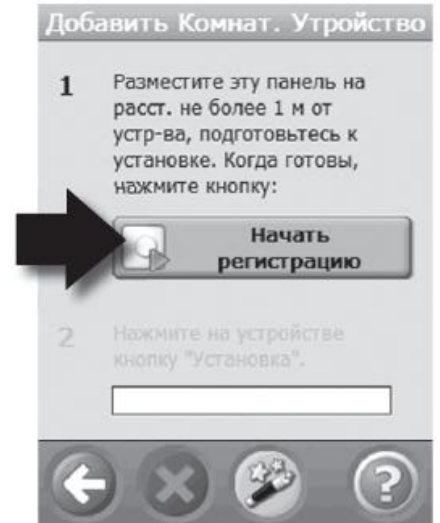 Добавить Комнат. Утройство
1
Разместите эту панель на
расст. не более 1 м от
устр-ва, подготовьтесь к
установке. Когда готовы,
нажмите кнопку:
Начать
регистрацию
2
Нажмите на устройстве
кнопку "Установка".
?